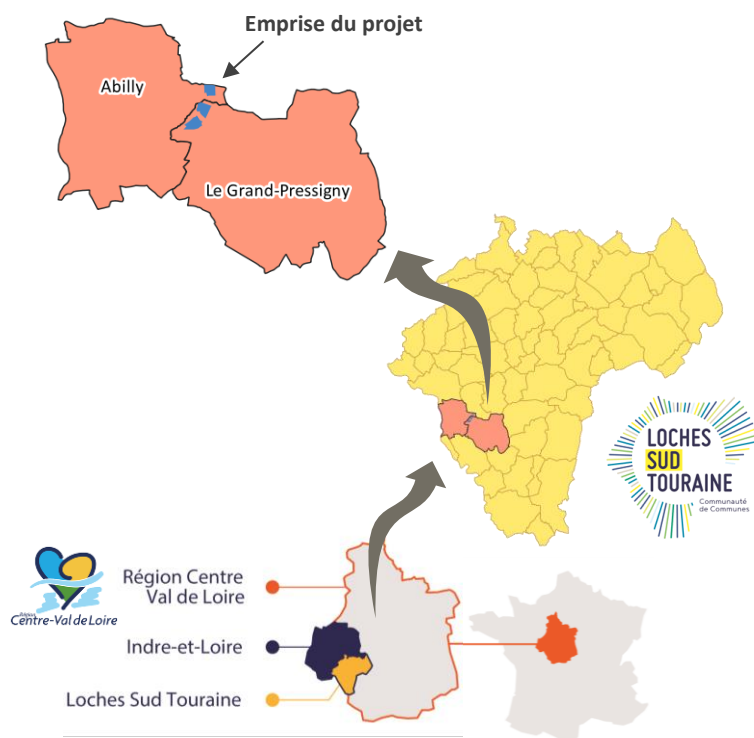 Emprise du projet
Abilly
Le Grand-Pressigny
LOCHES
SUD
TOURAINE
Communauté
de Communes
Région Centre
Val de Loire
Région
Centre-Val de Loire
Indre-et-Loire
Loches Sud Touraine